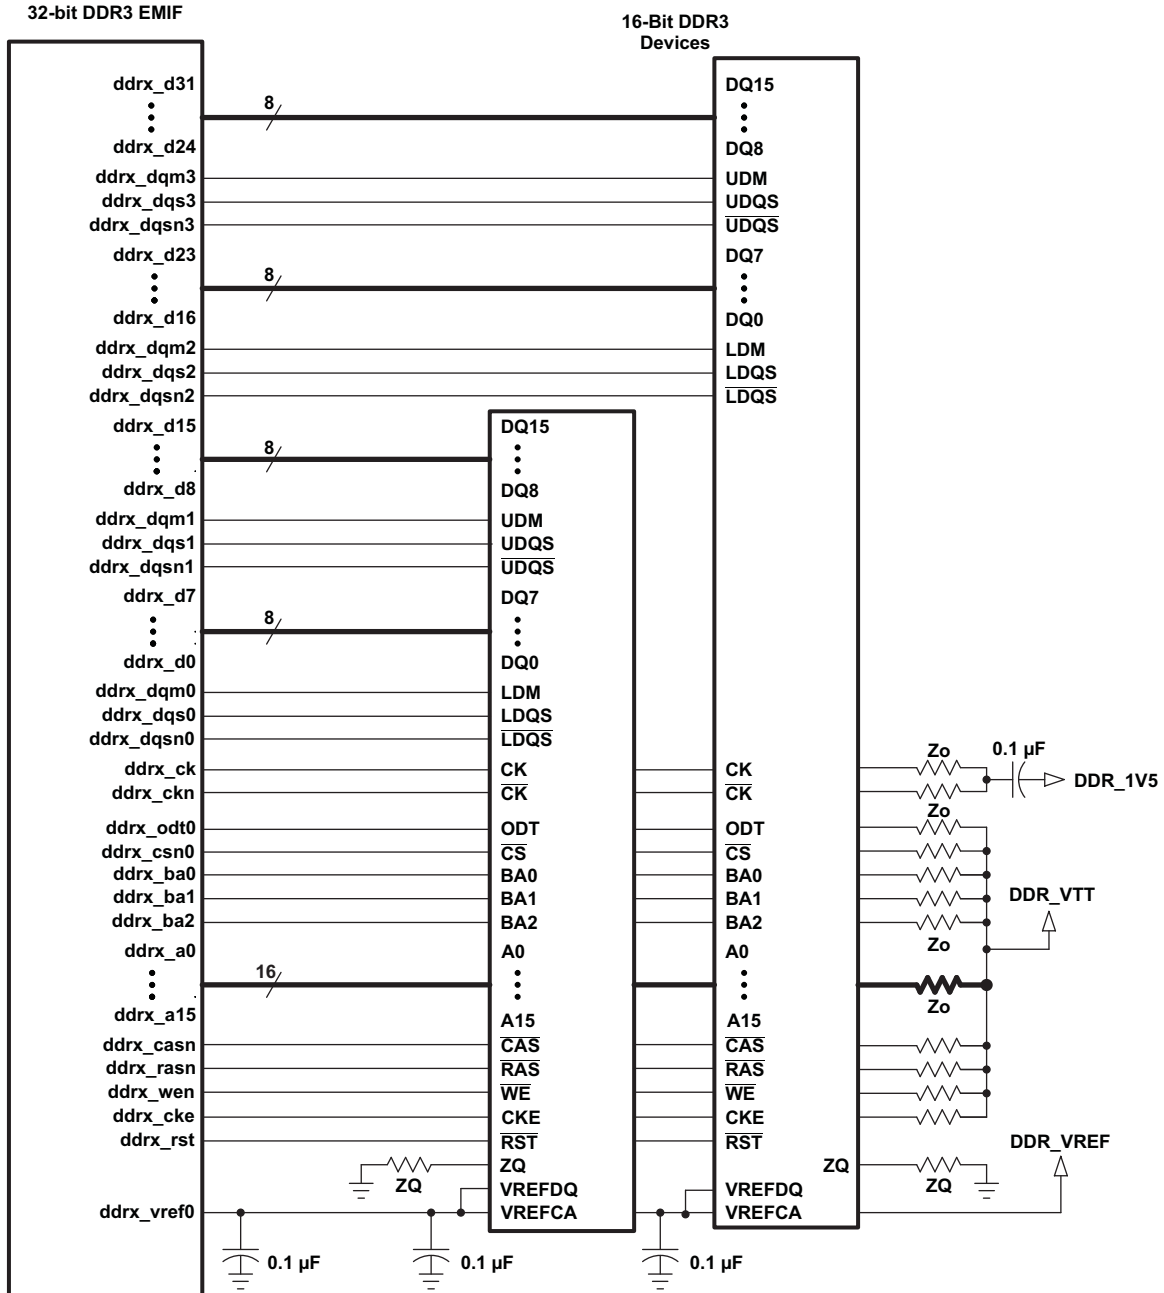 32-bit DDR3 EMIF
16-Bit DDR3
Devices
ddrx_d31
8
DQ15
ddrx_d24
DQ8
ddrx_dqm3
UDM
ddrx_dqs3
UDQS
ddrx_dqsn3
UDQS
ddrx_d23
8
DQ7
ddrx_d16
DQ0
ddrx_dqm2
LDM
ddrx_dqs2
LDQS
ddrx_dqsn2
LDQS
ddrx_d15
8
DQ15
ddrx_d8
DQ8
ddrx_dqm1
UDM
ddrx_dqs1
UDQS
ddrx_dqsn1
UDQS
ddrx_d7
8
DQ7
ddrx_d0
DQ0
ddrx_dqm0
LDM
ddrx_dqs0
LDQS
ddrx_dqsn0
LDQS
Zo
0.1 µF
ddrx_ck
CK
CK
DDR_1V5
ddrx_ckn
CK
CK
Zo
ddrx_odt0
ODT
ODT
ddrx_csn0
CS
CS
ddrx_ba0
BA0
BA0
ddrx_ba1
BA1
BA1
DDR_VTT
ddrx_ba2
BA2
BA2
Zo
ddrx_a0
A0
A0
16
Zo
ddrx_a15
A15
A15
ddrx_casn
CAS
CAS
ddrx_rasn
RAS
RAS
ddrx_wen
WE
WE
ddrx_cke
CKE
CKE
ddrx_rst
RST
RST
DDR_VREF
ZQ
ZQ
ZQ
ZQ
VREFDQ
VREFDQ
ddrx_vref0
VREFCA
VREFCA
0.1 µF
0.1 µF
0.1 µF